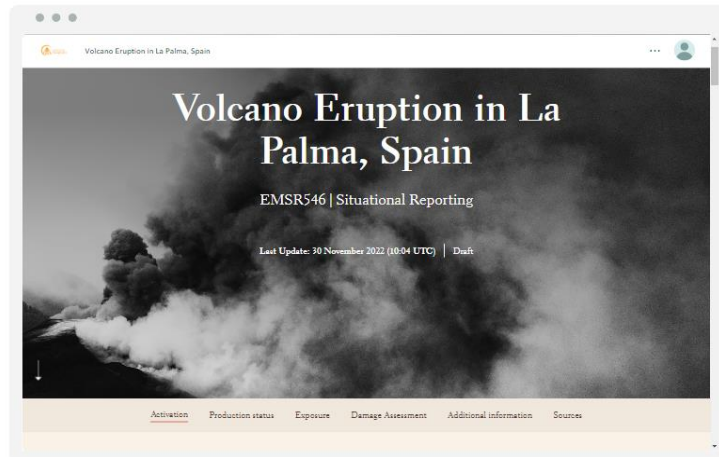 Volcano Eruption in La Palma, Spain
Volcano Eruption in La
Palma, Spain
EMSR546 | Situational Reporting
Last Update: 30 November 2022 (10:04 UTC) | Draft
Activation Production status Exposure Damage Assessment Additional information Sources